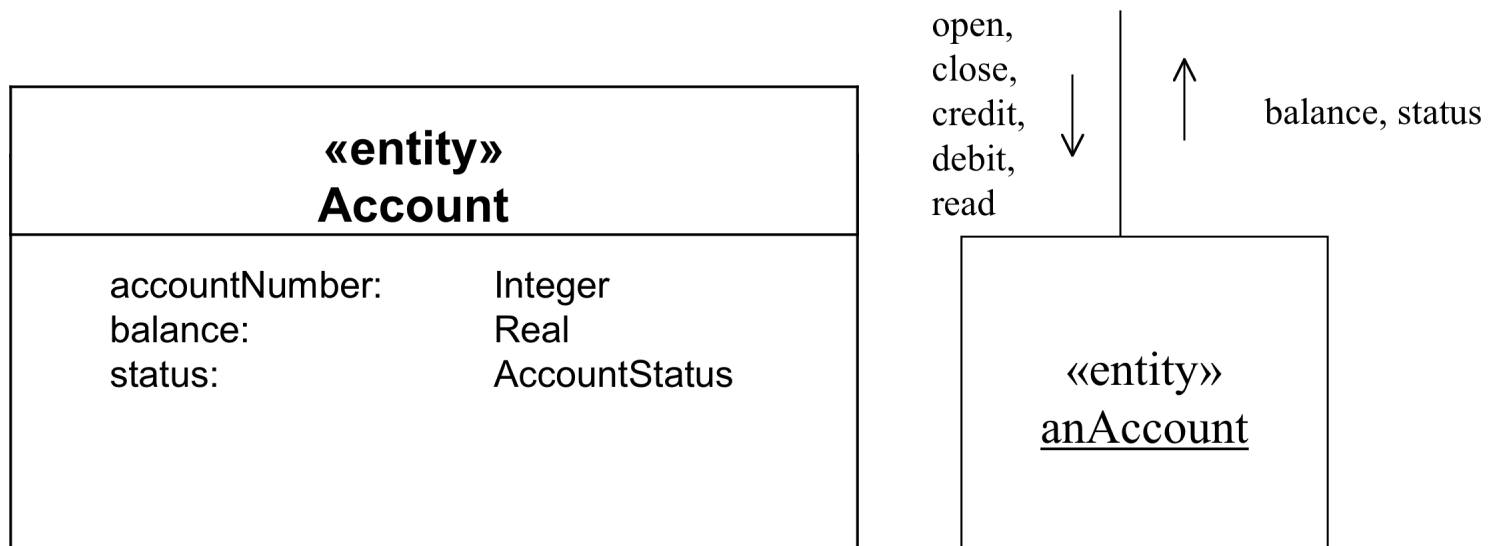 «entity»
Account
accountNumber: Integer
balance: Real
status: AccountStatus
open,
close,
credit,
debit,
read
balance, status
«entity»
anAccount